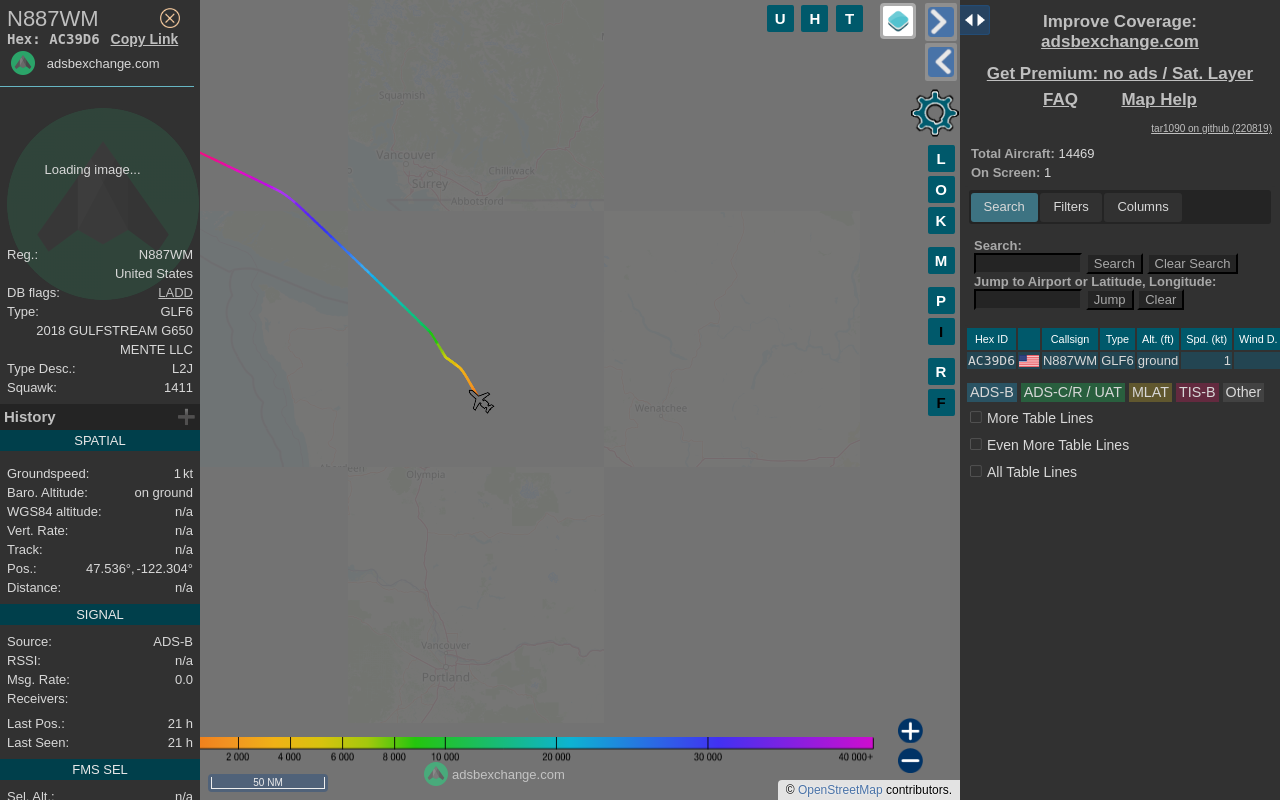 N887WM
Hex: AC39D6 Copy Link
adsbexchange.com
Loading image...
Reg.: N887WM
United States
DB flags: LADD
Type: GLF6
2018 GULFSTREAM G650
MENTE LLC
Type Desc.: L2J
Squawk: 1411
History
SPATIAL
Groundspeed: 1 kt
Baro. Altitude: on ground
WGS84 altitude: n/a
Vert. Rate: n/a
Track: n/a
Pos.: 47.536°, -122.304°
Distance: n/a
SIGNAL
Source: ADS-B
RSSI: n/a
Msg. Rate: 0.0
Receivers:
Last Pos.: 21 h
Last Seen: 21 h
FMS SEL
Sel. Alt.: n/a
U H T
L
O
K
M
P
I
R
F
Squamish
Vancouver
Surrey
Chilliwack
Abbotsford
Wenatchee
Aberdeen
Olympia
Vancouver
Portland
2 000 4 000 6 000 8 000 10 000 20 000 30 000 40 000+
50 NM
adsbexchange.com
© OpenStreetMap contributors.
Improve Coverage:
adsbexchange.com
Get Premium: no ads / Sat. Layer
FAQ Map Help
tar1090 on github (220819)
Total Aircraft: 14469
On Screen: 1
Search Filters Columns
Search:
Search Clear Search
Jump to Airport or Latitude, Longitude:
Jump Clear
Hex ID Callsign Type Alt. (ft) Spd. (kt) Wind D.
AC39D6 N887WM GLF6 ground 1
ADS-B ADS-C/R / UAT MLAT TIS-B Other
More Table Lines
Even More Table Lines
All Table Lines